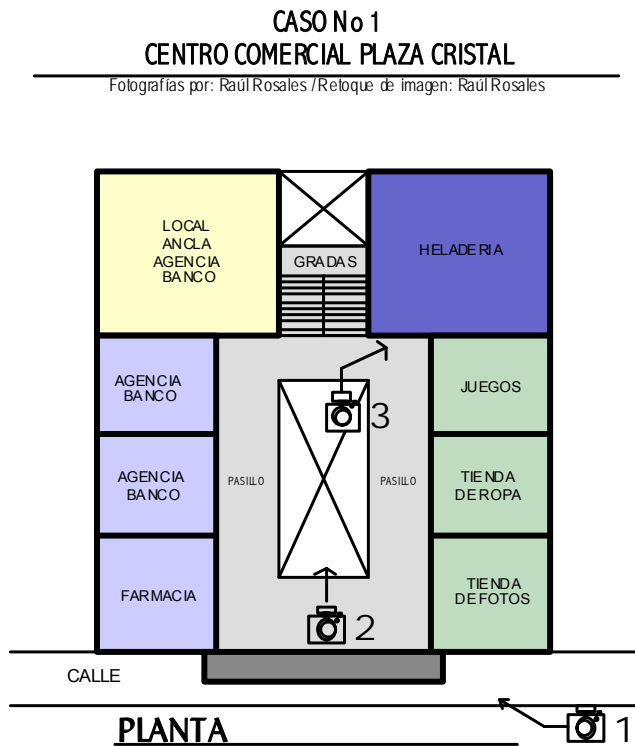 CASO No 1
CENTRO COMERCIAL PLAZA CRISTAL
Fotografías por: Raúl Rosales / Retoque de imagen: Raúl Rosales
LOCAL
ANCLA
AGENCIA
BANCO
GRADAS
HELADERIA
AGENCIA
BANCO
3
JUEGOS
AGENCIA
BANCO
PASILLO
PASILLO
TIENDA
DE ROPA
FARMACIA
2
TIENDA
DE FOTOS
CALLE
1
PLANTA